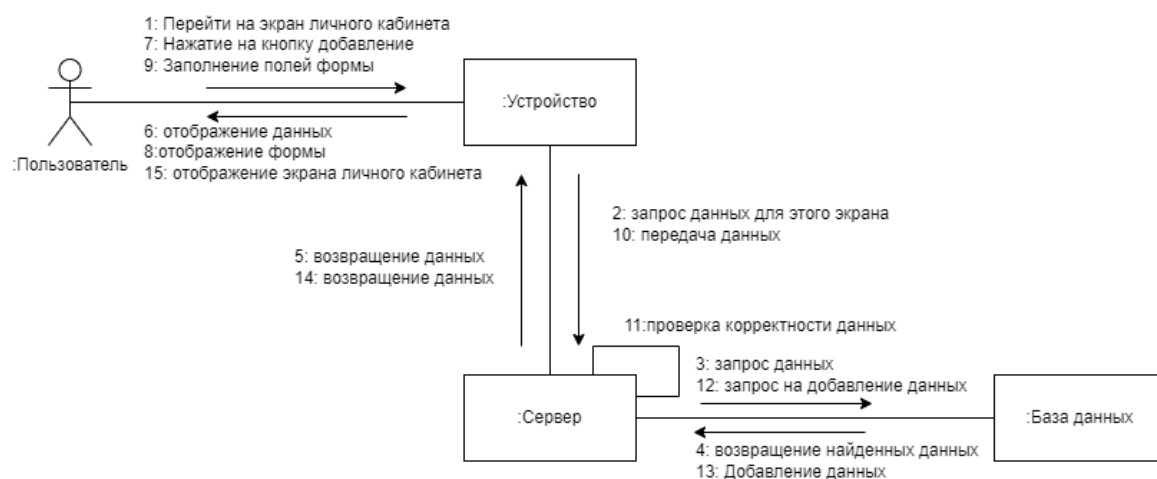 1: Перейти на экран личного кабинета
7: Нажатие на кнопку добавление
9: Заполнение полей формы
:Устройство
:Пользователь
6: отображение данных
8:отображение формы
15: отображение экрана личного кабинета
2: запрос данных для этого экрана
10: передача данных
5: возвращение данных
14: возвращение данных
11:проверка корректности данных
3: запрос данных
12: запрос на добавление данных
:Сервер
:База данных
4: возвращение найденных данных
13: Добавление данных